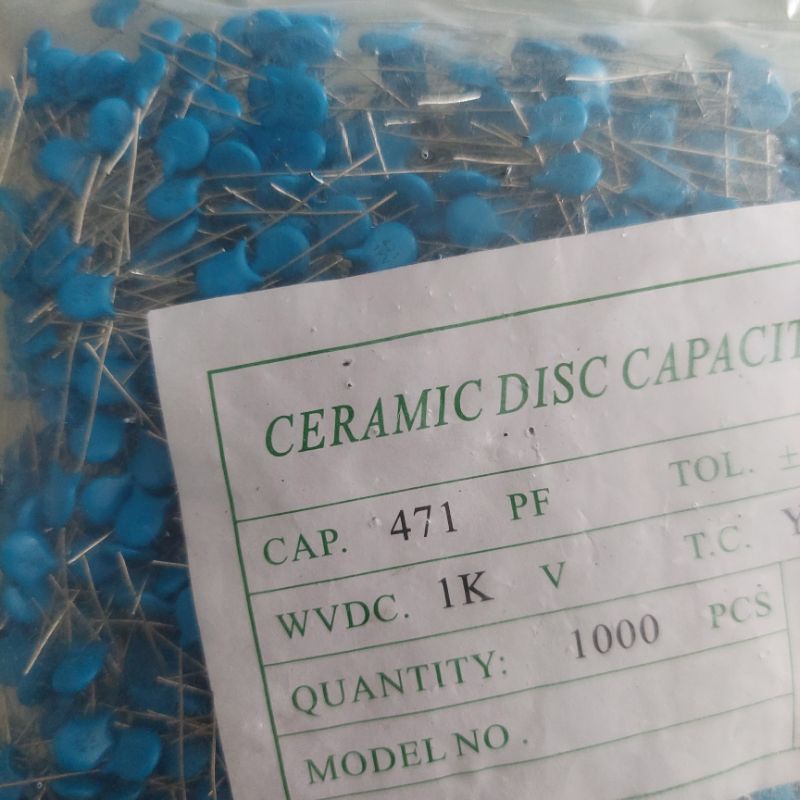 CERAMIC DISC CAPACIT
CAP. 471 PF TOL. ±
WVDC. 1K V T.C. Y
QUANTITY: 1000 PCS
MODEL NO .